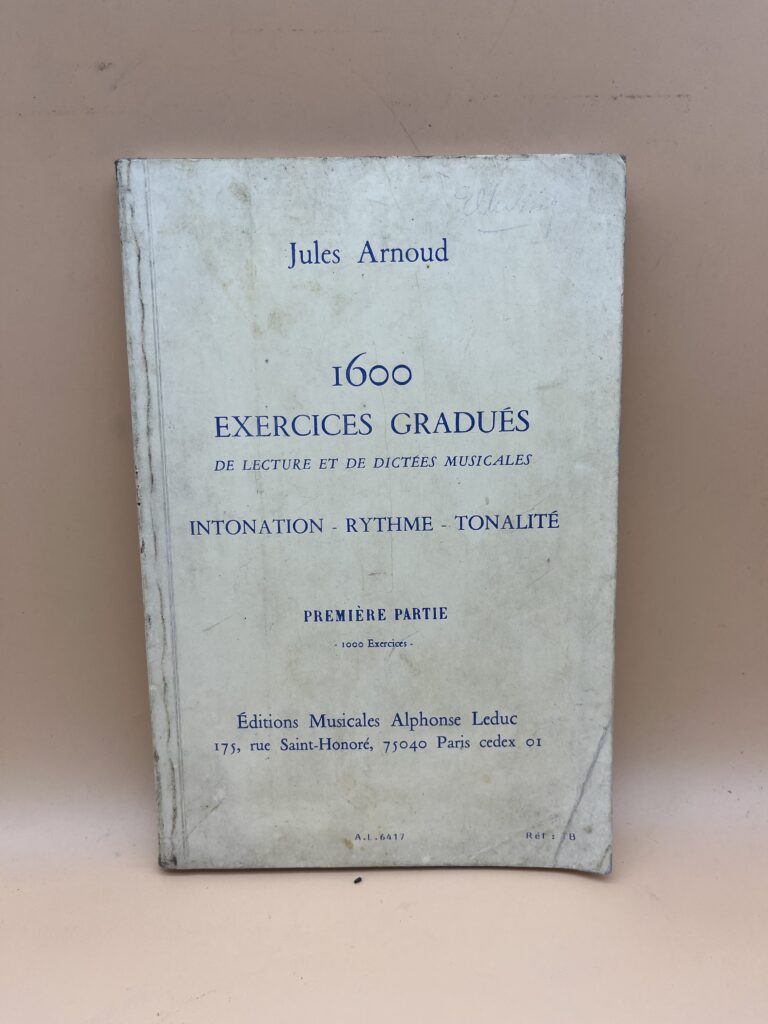 Jules Arnoud
1600
EXERCICES GRADUÉS
DE LECTURE ET DE DICTÉES MUSICALES
INTONATION - RYTHME - TONALITÉ
PREMIÈRE PARTIE
- 1000 Exercices -
Éditions Musicales Alphonse Leduc
175, rue Saint-Honoré, 75040 Paris cedex 01
A.L.6417
Réf :